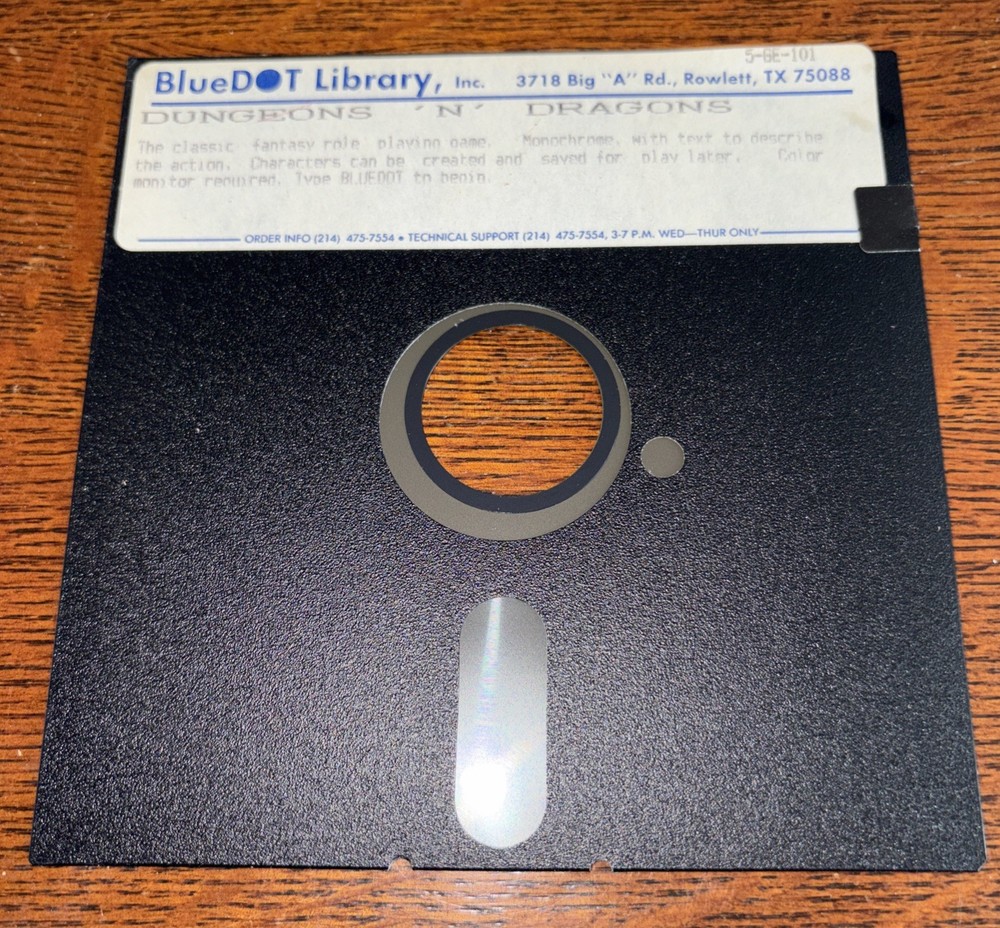 5-GE-101
BlueDOT Library, Inc. 3718 Big "A" Rd., Rowlett, TX 75088
DUNGEONS 'N' DRAGONS
The classic fantasy role playing game. Monochrome, with text to describe
the action. Characters can be created and saved for play later. Color
monitor required. Type BLUEDOT to begin.
ORDER INFO (214) 475-7554 • TECHNICAL SUPPORT (214) 475-7554, 3-7 P.M. WED—THUR ONLY